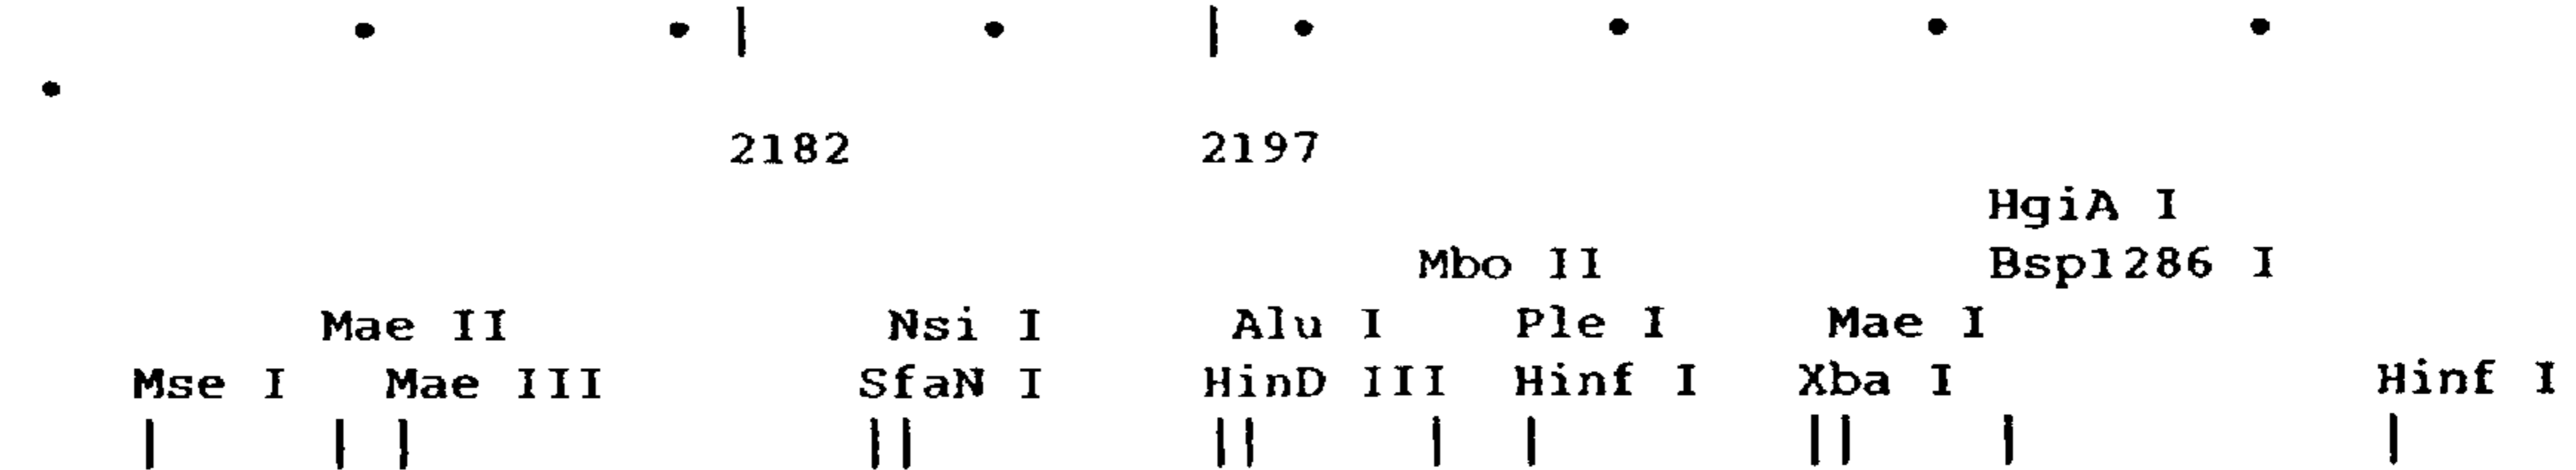 2182 2197
HgiA I
Mbo II Bsp1286 I
Mae II Nsi I Alu I Ple I Mae I
Mse I Mae III SfaN I HinD III Hinf I Xba I Hinf I